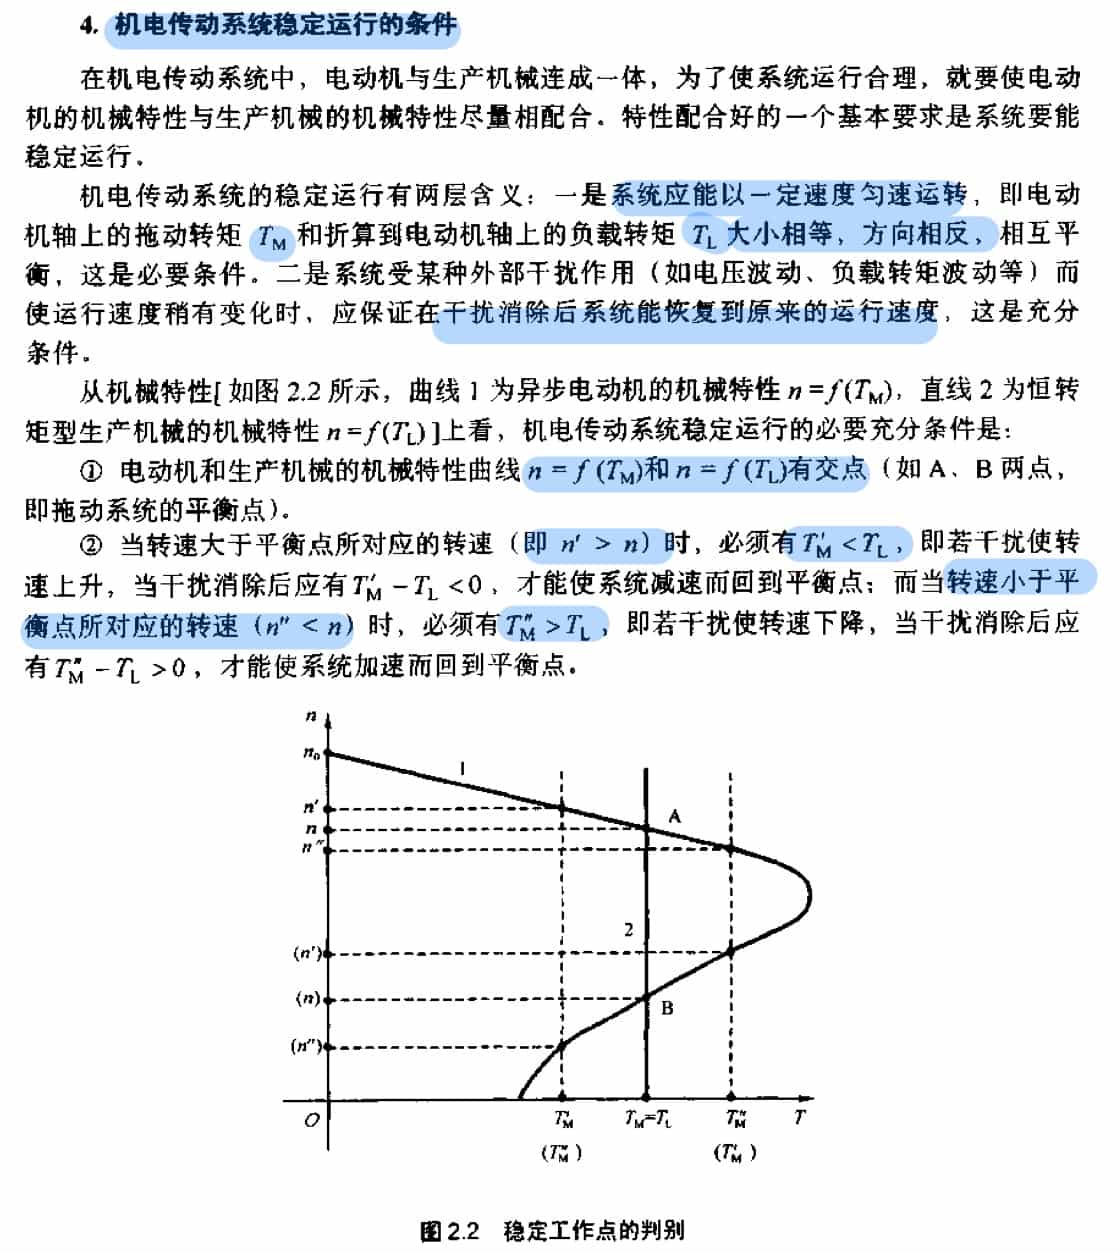 4. 机电传动系统稳定运行的条件
在机电传动系统中，电动机与生产机械连成一体，为了使系统运行合理，就要使电动
机的机械特性与生产机械的机械特性尽量相配合。特性配合好的一个基本要求是系统要能
稳定运行。
机电传动系统的稳定运行有两层含义：一是系统应能以一定速度匀速运转，即电动
机轴上的拖动转矩 T_M 和折算到电动机轴上的负载转矩 T_L 大小相等，方向相反，相互平
衡，这是必要条件。二是系统受某种外部干扰作用（如电压波动、负载转矩波动等）而
使运行速度稍有变化时，应保证在干扰消除后系统能恢复到原来的运行速度，这是充分
条件。
从机械特性[如图 2.2 所示，曲线 1 为异步电动机的机械特性 n = f(T_M)，直线 2 为恒转
矩型生产机械的机械特性 n = f(T_L) ]上看，机电传动系统稳定运行的必要充分条件是：
① 电动机和生产机械的机械特性曲线 n = f (T_M)和 n = f (T_L)有交点（如 A、B 两点，
即拖动系统的平衡点）。
② 当转速大于平衡点所对应的转速（即 n′ > n）时，必须有 T′_M < T_L，即若干扰使转
速上升，当干扰消除后应有 T′_M − T_L < 0，才能使系统减速而回到平衡点；而当转速小于平
衡点所对应的转速（n″ < n）时，必须有 T″_M > T_L，即若干扰使转速下降，当干扰消除后应
有 T″_M − T_L > 0，才能使系统加速而回到平衡点。
n
n₀
1
n′
A
n
n″
2
(n′)
(n)
B
(n″)
O
T′_M
T_M=T_L
T″_M
T
(T″_M)
(T′_M)
图 2.2 稳定工作点的判别